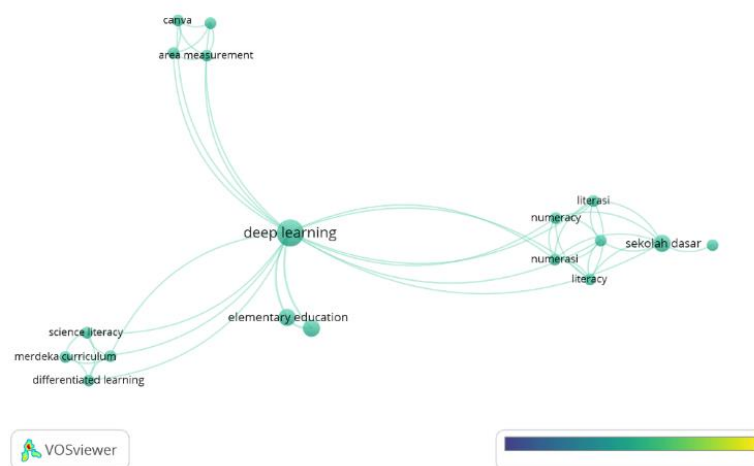 canva
area measurement
literasi
numeracy
deep learning
sekolah dasar
numerasi
literacy
elementary education
science literacy
merdeka curriculum
differentiated learning
VOSviewer